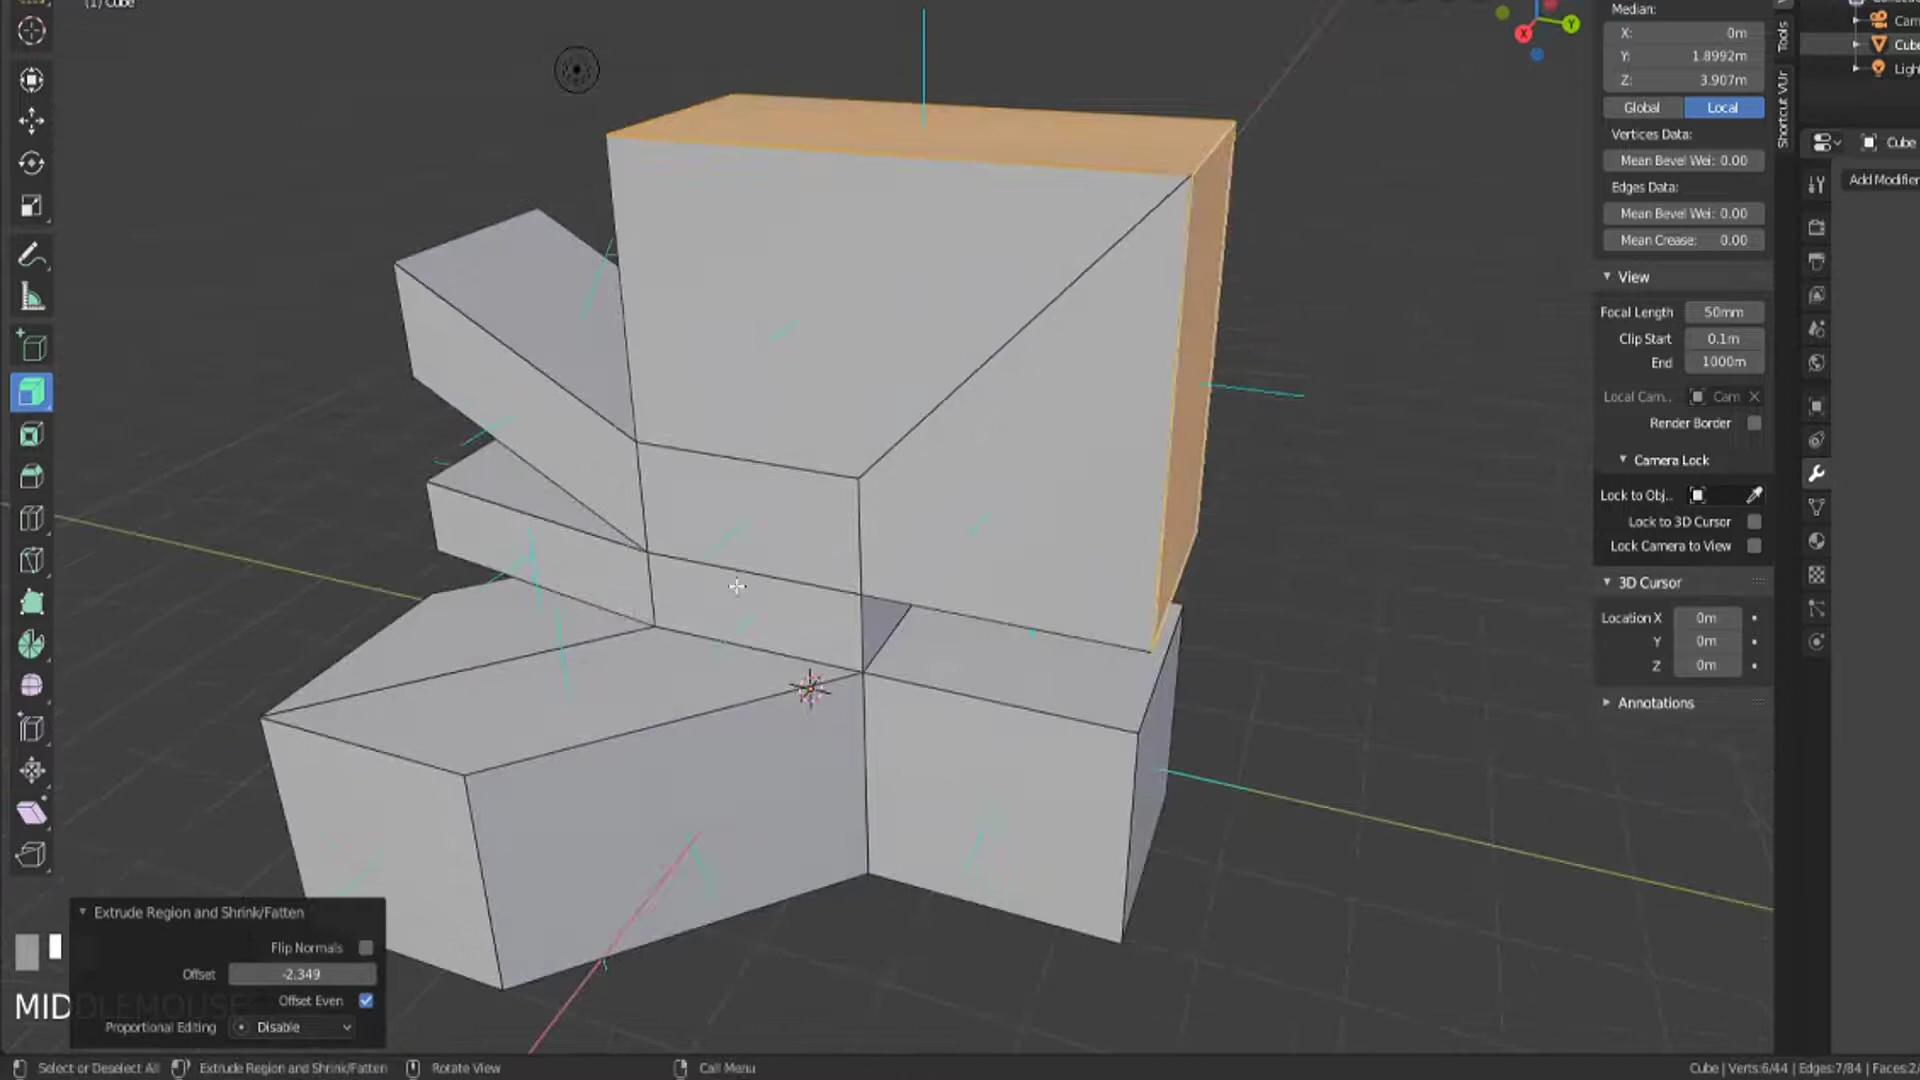 (1) Cube
Median:
X: 0m
Y: 1.8992m
Z: 3.907m
Global Local
Vertices Data:
Mean Bevel Wei: 0.00
Edges Data:
Mean Bevel Wei: 0.00
Mean Crease: 0.00
View
Focal Length 50mm
Clip Start 0.1m
End 1000m
Local Cam.. Cam
Render Border
Camera Lock
Lock to Obj..
Lock to 3D Cursor
Lock Camera to View
3D Cursor
Location X 0m
Y 0m
Z 0m
Annotations
Tools
Shortcut VUr
X
Y
Cam
Cube
Ligh
Cube
Add Modifier
Extrude Region and Shrink/Fatten
Flip Normals
Offset -2.349
Offset Even
Proportional Editing Disable
MIDDLEMOUSE
Select or Deselect All Extrude Region and Shrink/Fatten Rotate View Call Menu Cube | Verts:6/44 | Edges:7/84 | Faces:2/